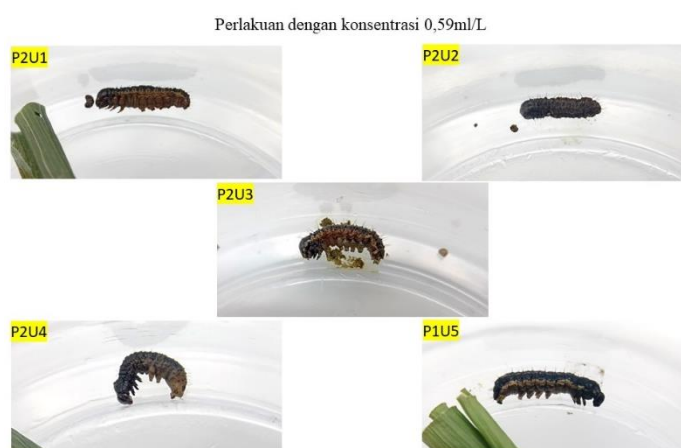 Perlakuan dengan konsentrasi 0,59ml/L
P2U1
P2U2
P2U3
P2U4
P1U5